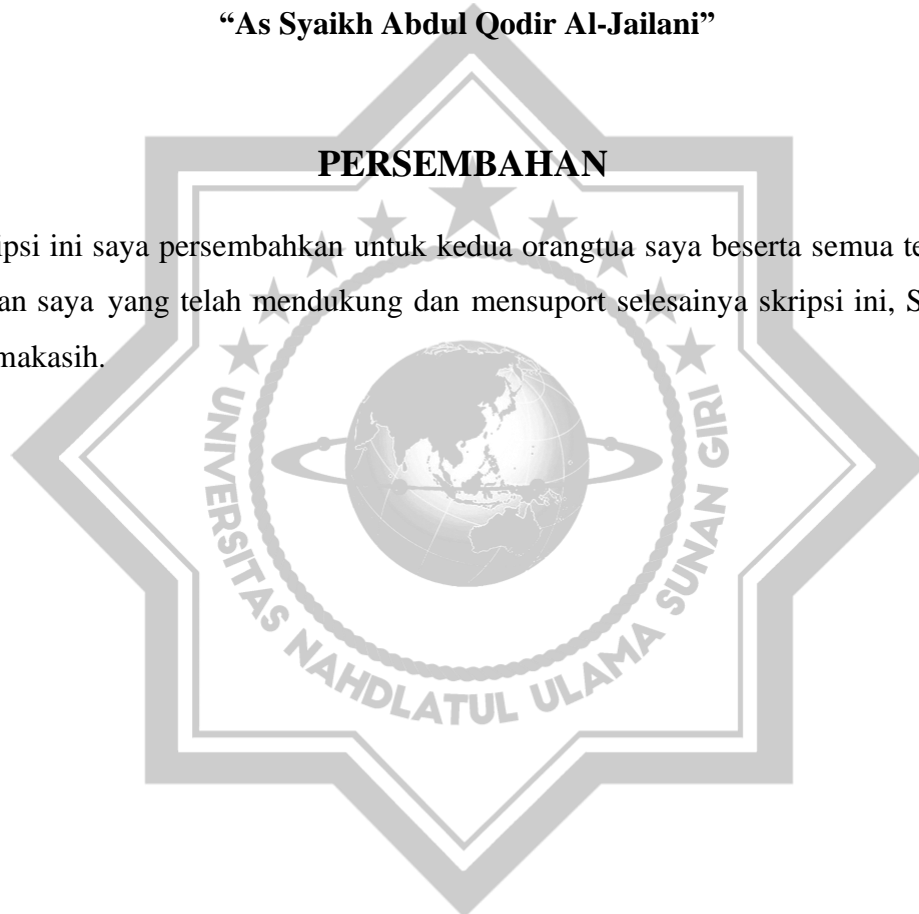 “As Syaikh Abdul Qodir Al-Jailani”
PERSEMBAHAN
ipsi ini saya persembahkan untuk kedua orangtua saya beserta semua te
an saya yang telah mendukung dan mensuport selesainya skripsi ini, S
makasih.
UNIVERSITAS NAHDLATUL ULAMA SUNAN GIRI